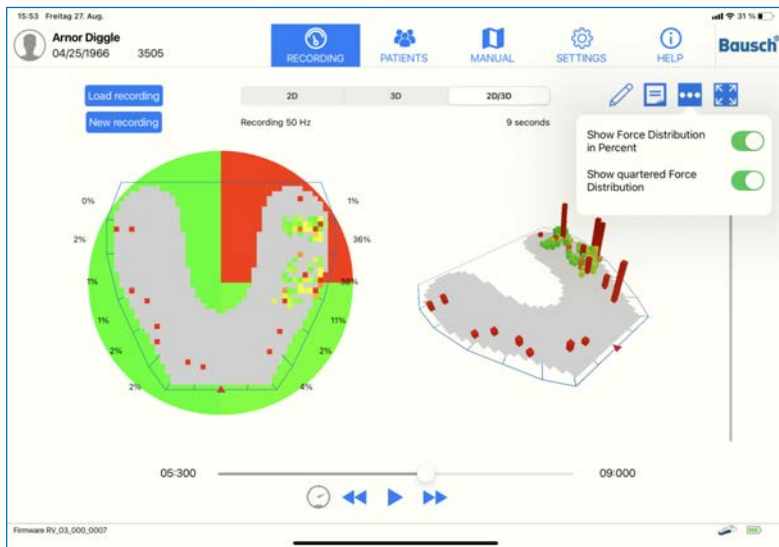 15:53 Freitag 27. Aug.
31 %
Arnor Diggle
04/25/1966 3505
RECORDING
PATIENTS
MANUAL
SETTINGS
HELP
Bausch
Load recording
New recording
2D
3D
2D/3D
Recording 50 Hz
9 seconds
Show Force Distribution
in Percent
Show quartered Force
Distribution
0%
1%
2%
36%
1%
38%
1%
11%
2%
2%
2%
4%
05:300
09:000
Firmware RV_03_000_0007